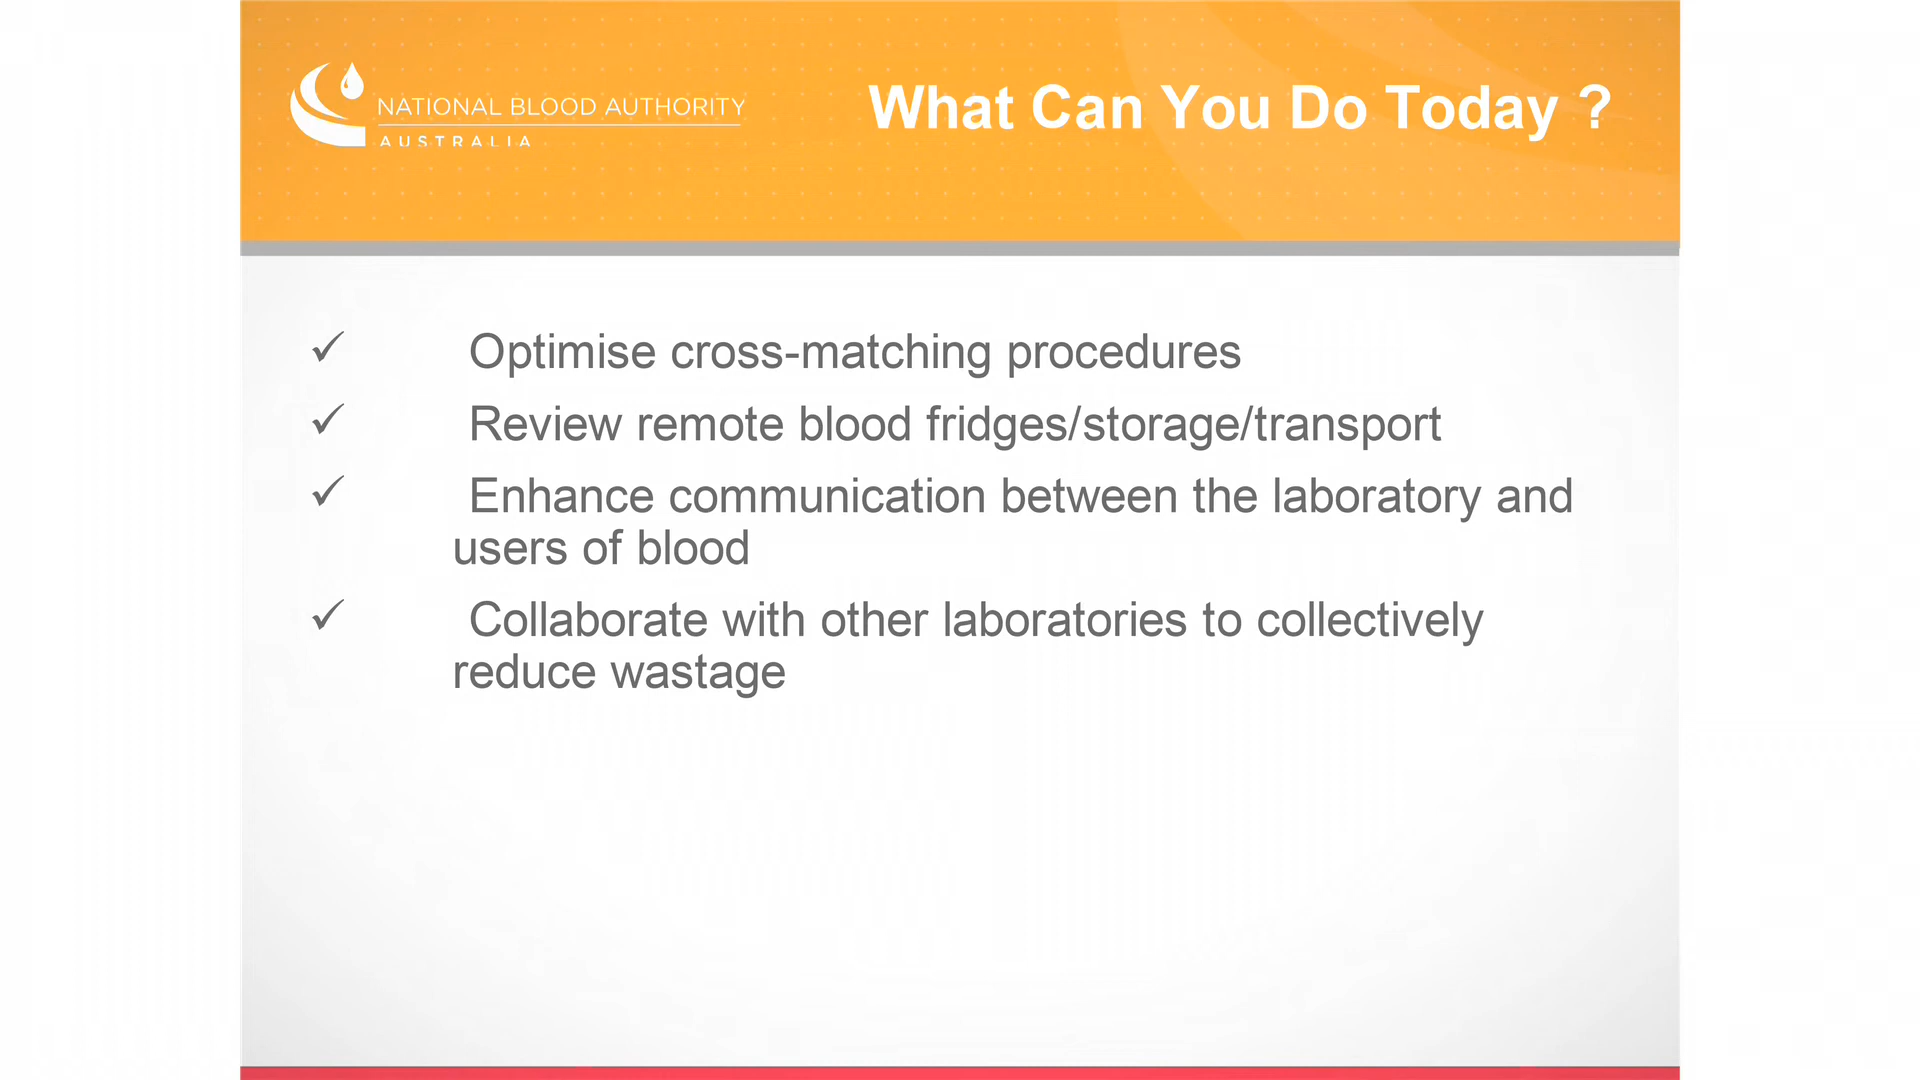 NATIONAL BLOOD AUTHORITY
AUSTRALIA
What Can You Do Today ?
✓ Optimise cross-matching procedures
✓ Review remote blood fridges/storage/transport
✓ Enhance communication between the laboratory and
users of blood
✓ Collaborate with other laboratories to collectively
reduce wastage